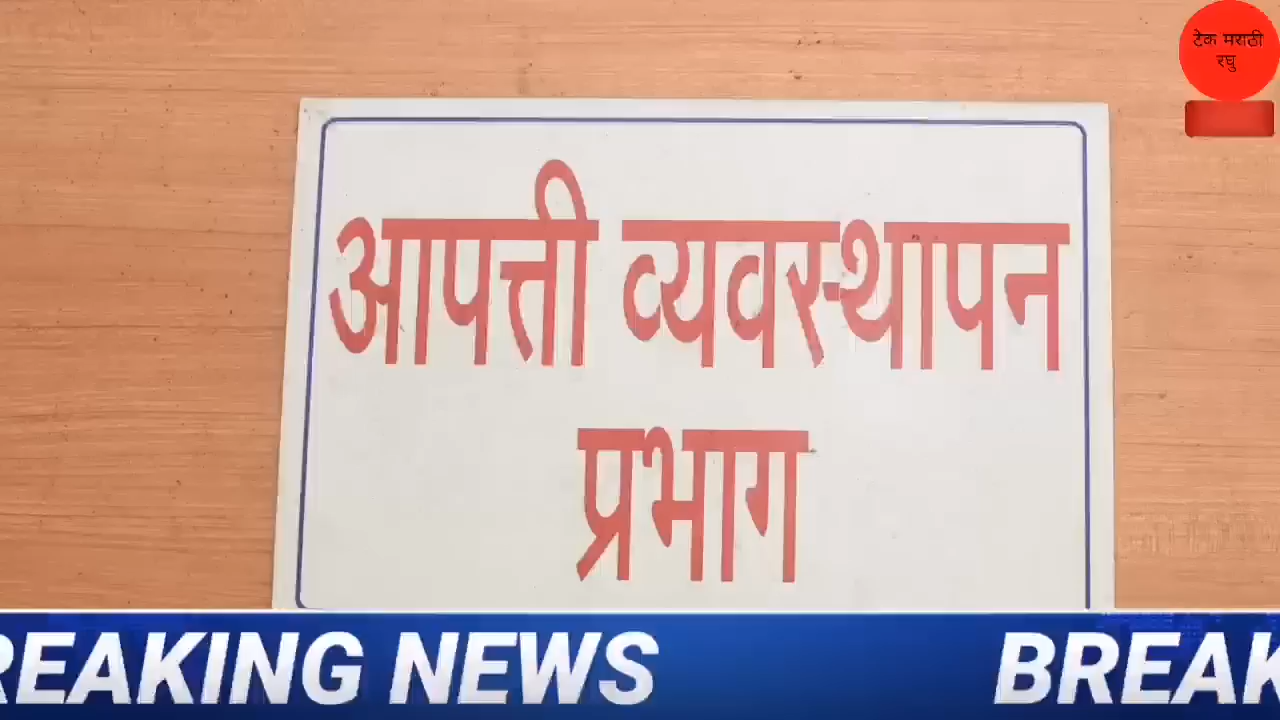 टेक मराठी
रघु
आपत्ती व्यवस्थापन
प्रभाग
REAKING NEWS BREAK